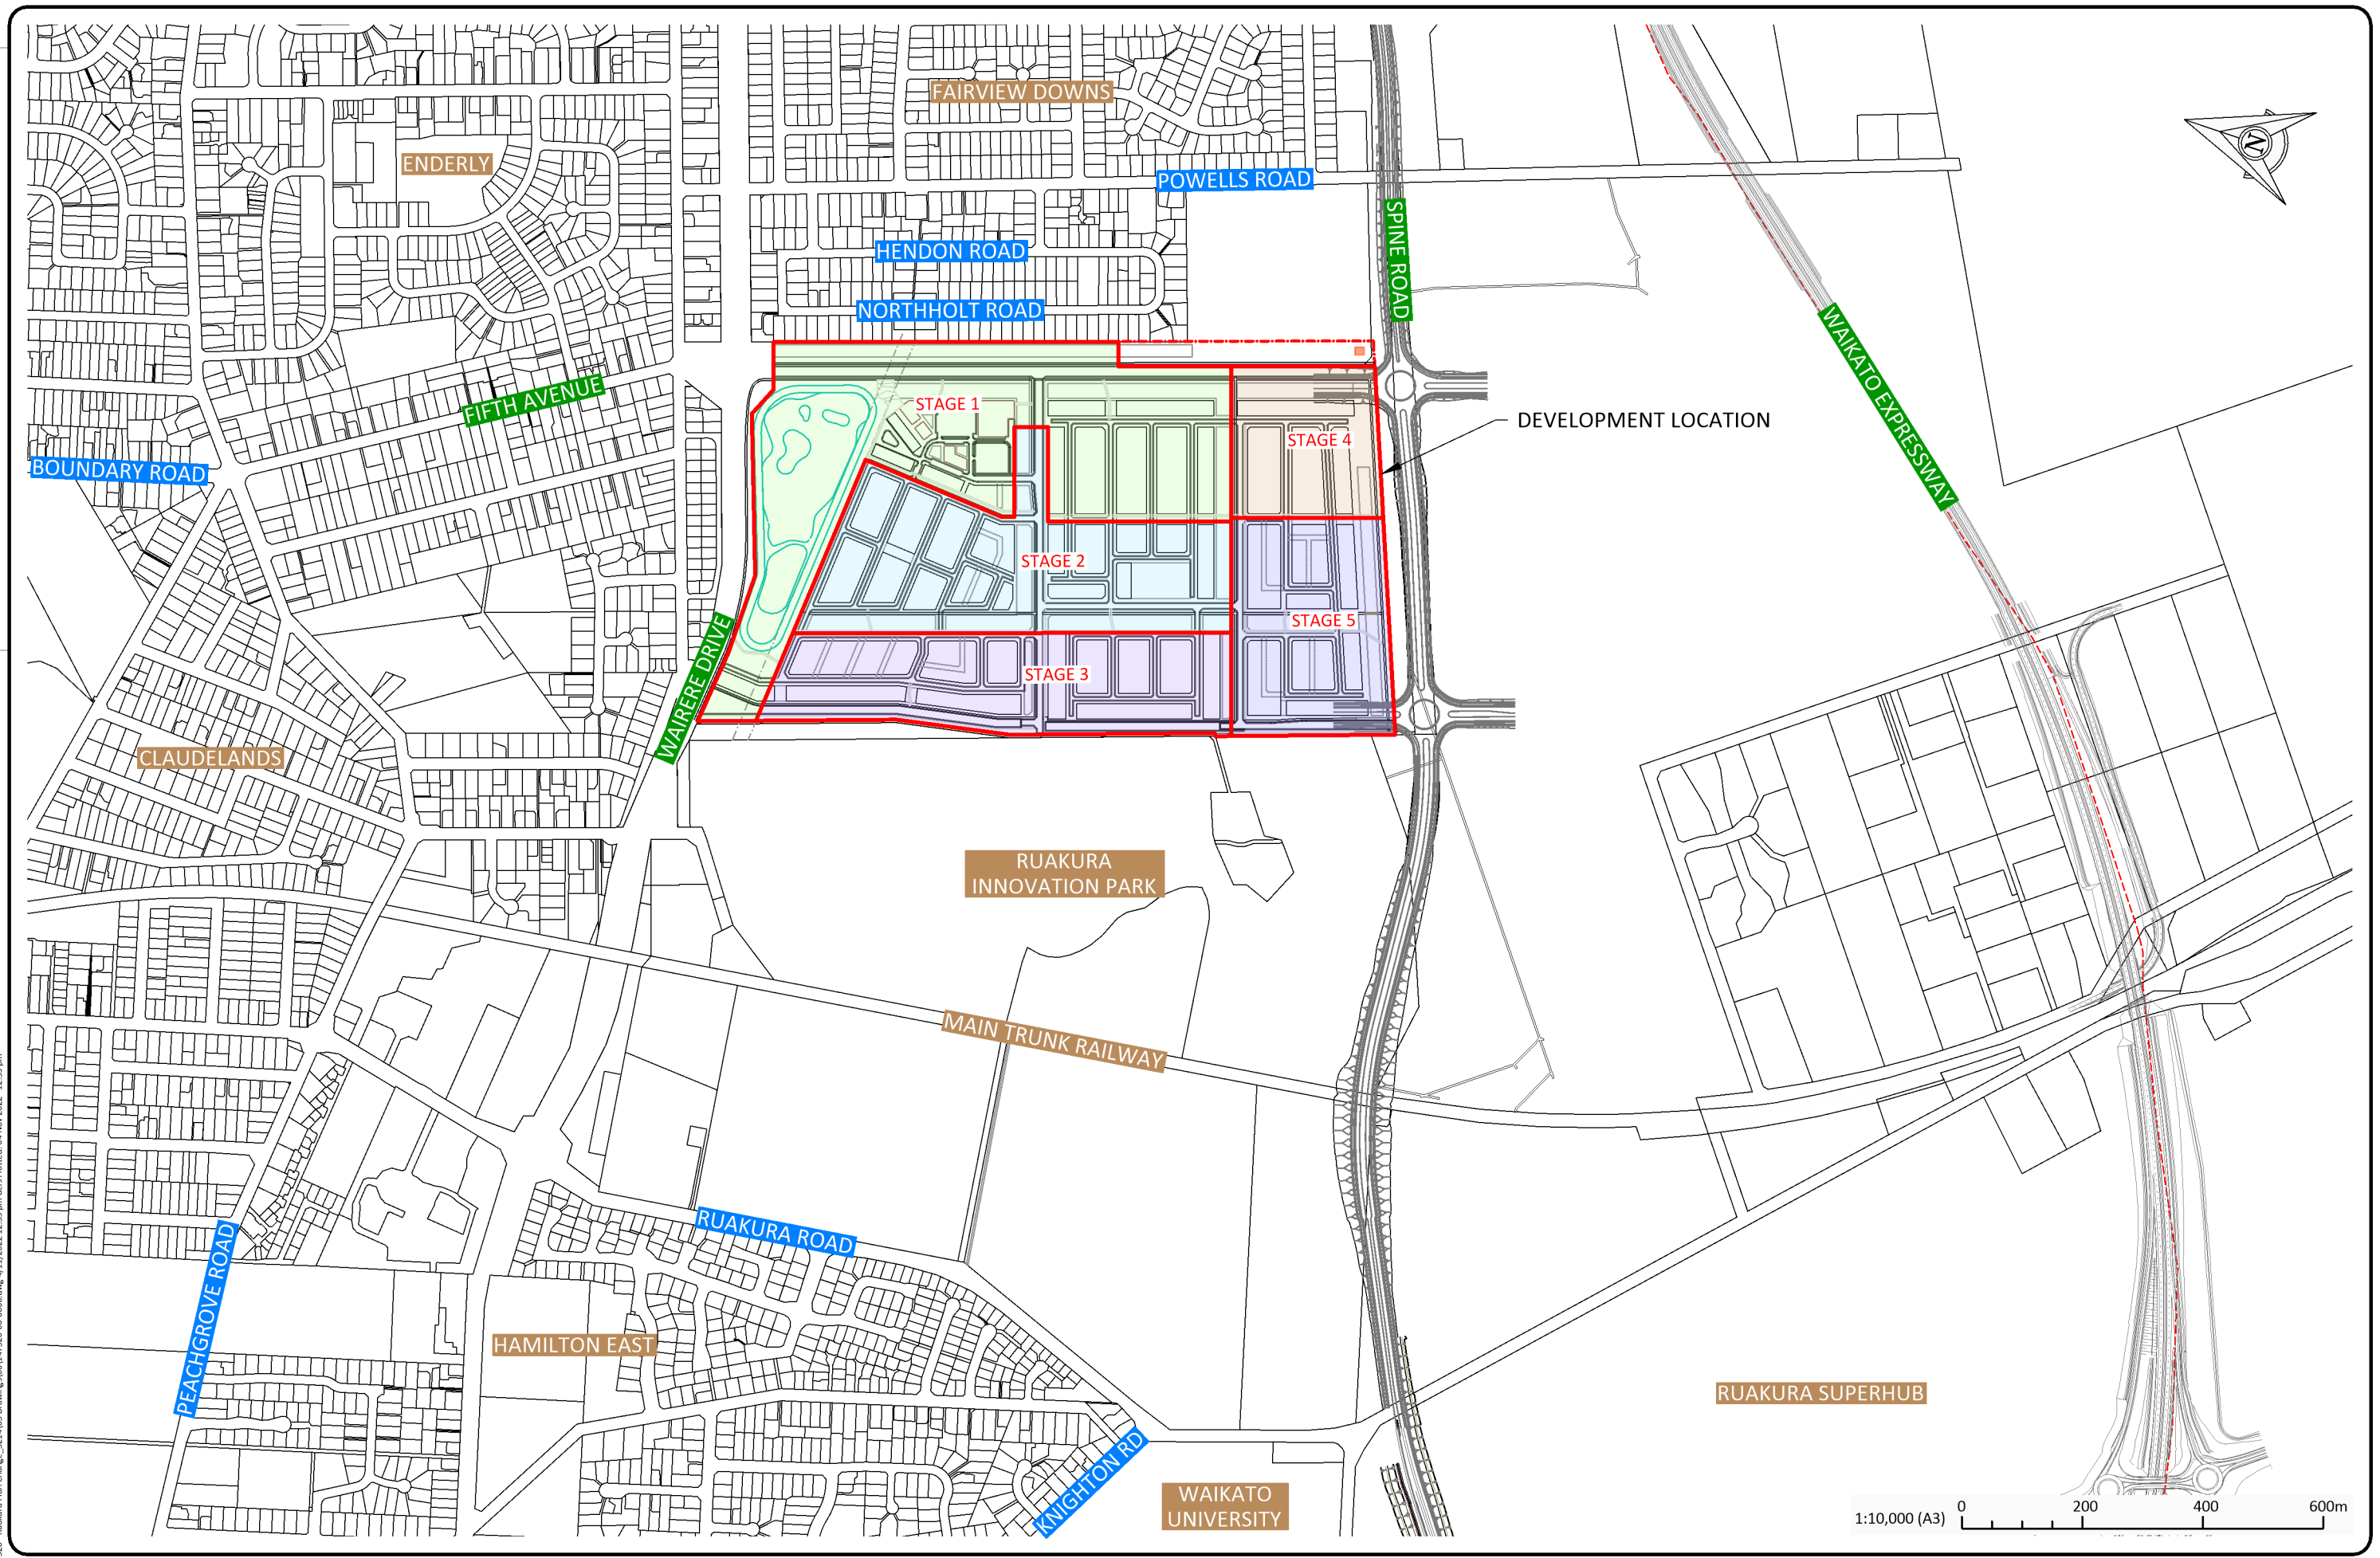 FAIRVIEW DOWNS
ENDERLY
POWELLS ROAD
N
SPINE ROAD
HENDON ROAD
NORTHHOLT ROAD
WAIKATO EXPRESSWAY
FIFTH AVENUE
STAGE 1
DEVELOPMENT LOCATION
STAGE 4
BOUNDARY ROAD
STAGE 2
STAGE 5
STAGE 3
WAIRERE DRIVE
CLAUDELANDS
RUAKURA
INNOVATION PARK
MAIN TRUNK RAILWAY
RUAKURA ROAD
PEACHGROVE ROAD
HAMILTON EAST
RUAKURA SUPERHUB
KNIGHTON RD
WAIKATO
UNIVERSITY
1:10,000 (A3)
0 200 400 600m